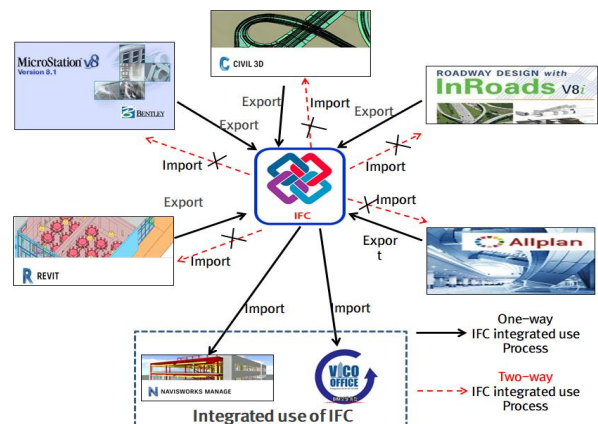 MicroStation v8
Version 8.1
BENTLEY
C CIVIL 3D
ROADWAY DESIGN with
InRoads V8i
Export
Export
Import
Export
Import
Import
Export
IFC
Import
Import
Expor
t
R REVIT
Allplan
Import
Import
N NAVISWORKS MANAGE
VICO
OFFICE
Integrated use of IFC
One-way
IFC integrated use
Process
Two-way
IFC integrated use
Process